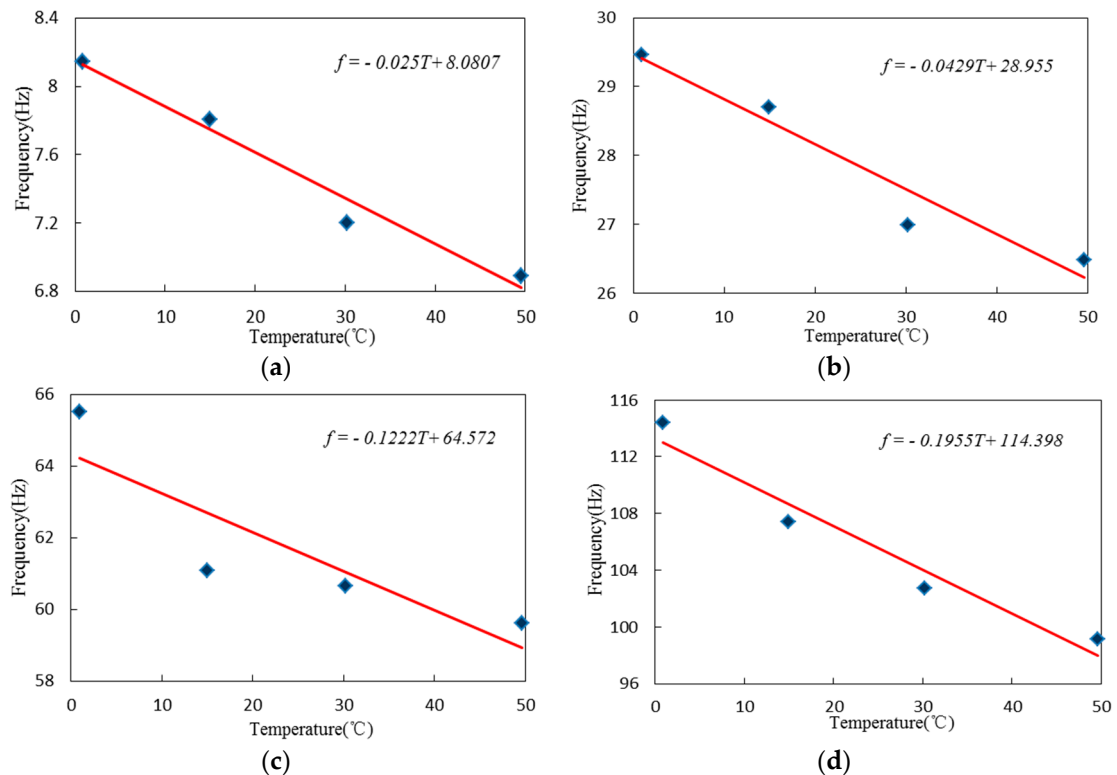 8.4
8
7.6
7.2
6.8
Frequency(Hz)
f = - 0.025T+ 8.0807
0 10 20 30 40 50
Temperature(℃)
(a)
30
29
28
27
26
Frequency(Hz)
f = - 0.0429T+ 28.955
0 10 20 30 40 50
Temperature(℃)
(b)
66
64
62
60
58
Frequency(Hz)
f = - 0.1222T+ 64.572
0 10 20 30 40 50
Temperature(℃)
(c)
116
112
108
104
100
96
Frequency(Hz)
f = - 0.1955T+ 114.398
0 10 20 30 40 50
Temperature(℃)
(d)